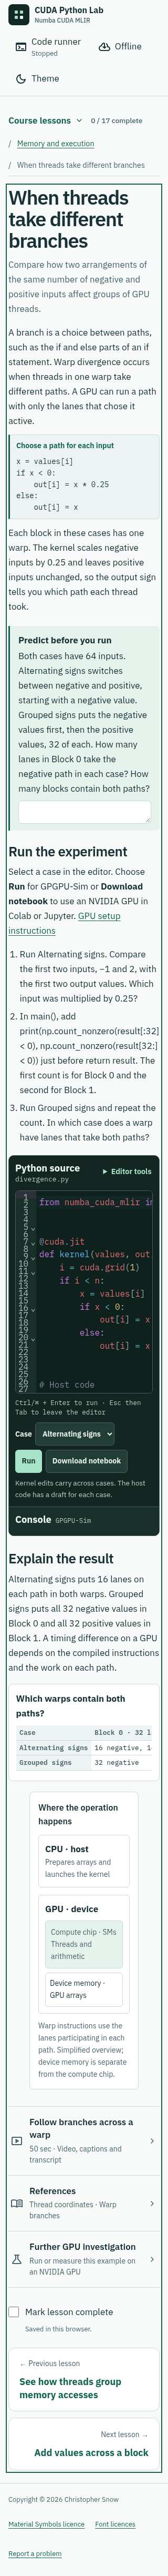 CUDA Python Lab
Numba CUDA MLIR
Code runner
Stopped
Offline
Theme
Course lessons
0 / 17 complete
/ Memory and execution
/ When threads take different branches
When threads
take different
branches
Compare how two arrangements of
the same number of negative and
positive inputs affect groups of GPU
threads.
A branch is a choice between paths,
such as the if and else parts of an if
statement. Warp divergence occurs
when threads in one warp take
different paths. A GPU can run a path
with only the lanes that chose it
active.
Choose a path for each input
x = values[i]
if x < 0:
out[i] = x * 0.25
else:
out[i] = x
Each block in these cases has one
warp. The kernel scales negative
inputs by 0.25 and leaves positive
inputs unchanged, so the output sign
tells you which path each thread
took.
Predict before you run
Both cases have 64 inputs.
Alternating signs switches
between negative and positive,
starting with a negative value.
Grouped signs puts the negative
values first, then the positive
values, 32 of each. How many
lanes in Block 0 take the
negative path in each case? How
many blocks contain both paths?
Run the experiment
Select a case in the editor. Choose
Run for GPGPU-Sim or Download
notebook to use an NVIDIA GPU in
Colab or Jupyter. GPU setup
instructions
1. Run Alternating signs. Compare
the first two inputs, −1 and 2, with
the first two output values. Which
input was multiplied by 0.25?
2. In main(), add
print(np.count_nonzero(result[:32]
< 0), np.count_nonzero(result[32:]
< 0)) just before return result. The
first count is for Block 0 and the
second for Block 1.
3. Run Grouped signs and repeat the
count. In which case does a warp
have lanes that take both paths?
Python source
divergence.py
Editor tools
1
2
3
4
5
6
7
8
9
10
11
12
13
14
15
16
17
18
19
20
21
22
23
24
25
26
27
from numba_cuda_mlir im
@cuda.jit
def kernel(values, out
i = cuda.grid(1)
if i < n:
x = values[i]
if x < 0:
out[i] = x
else:
out[i] = x
# Host code
Ctrl/⌘ + Enter to run · Esc then
Tab to leave the editor
Case Alternating signs
Run Download notebook
Kernel edits carry across cases. The host
code has a draft for each case.
Console GPGPU-Sim
Explain the result
Alternating signs puts 16 lanes on
each path in both warps. Grouped
signs puts all 32 negative values in
Block 0 and all 32 positive values in
Block 1. A timing difference on a GPU
depends on the compiled instructions
and the work on each path.
Which warps contain both
paths?
Case Block 0 · 32 l
Alternating signs 16 negative, 1
Grouped signs 32 negative
Where the operation
happens
CPU · host
Prepares arrays and
launches the kernel
GPU · device
Compute chip · SMs
Threads and
arithmetic
Device memory ·
GPU arrays
Warp instructions use the
lanes participating in each
path. Simplified overview;
device memory is separate
from the compute chip.
Follow branches across a
warp
50 sec · Video, captions and
transcript
References
Thread coordinates · Warp
branches
Further GPU investigation
Run or measure this example on
an NVIDIA GPU
Mark lesson complete
Saved in this browser.
← Previous lesson
See how threads group
memory accesses
Next lesson →
Add values across a block
Copyright © 2026 Christopher Snow
Material Symbols licence Font licences
Report a problem